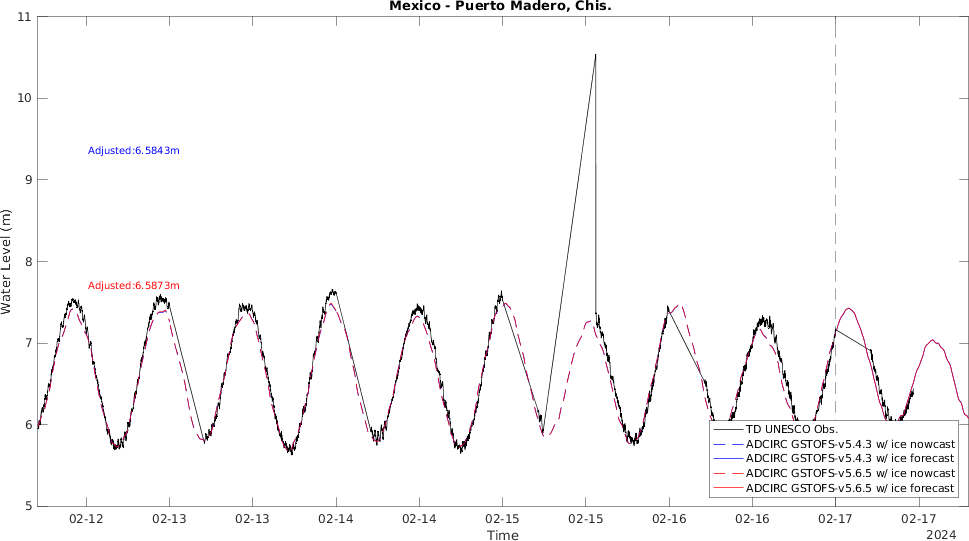 Mexico - Puerto Madero, Chis.
11
10
9
8
7
6
5
Water Level (m)
Adjusted:6.5843m
Adjusted:6.5873m
TD UNESCO Obs.
ADCIRC GSTOFS-v5.4.3 w/ ice nowcast
ADCIRC GSTOFS-v5.4.3 w/ ice forecast
ADCIRC GSTOFS-v5.6.5 w/ ice nowcast
ADCIRC GSTOFS-v5.6.5 w/ ice forecast
02-12 02-13 02-13 02-14 02-14 02-15 02-15 02-16 02-16 02-17 02-17
Time
2024